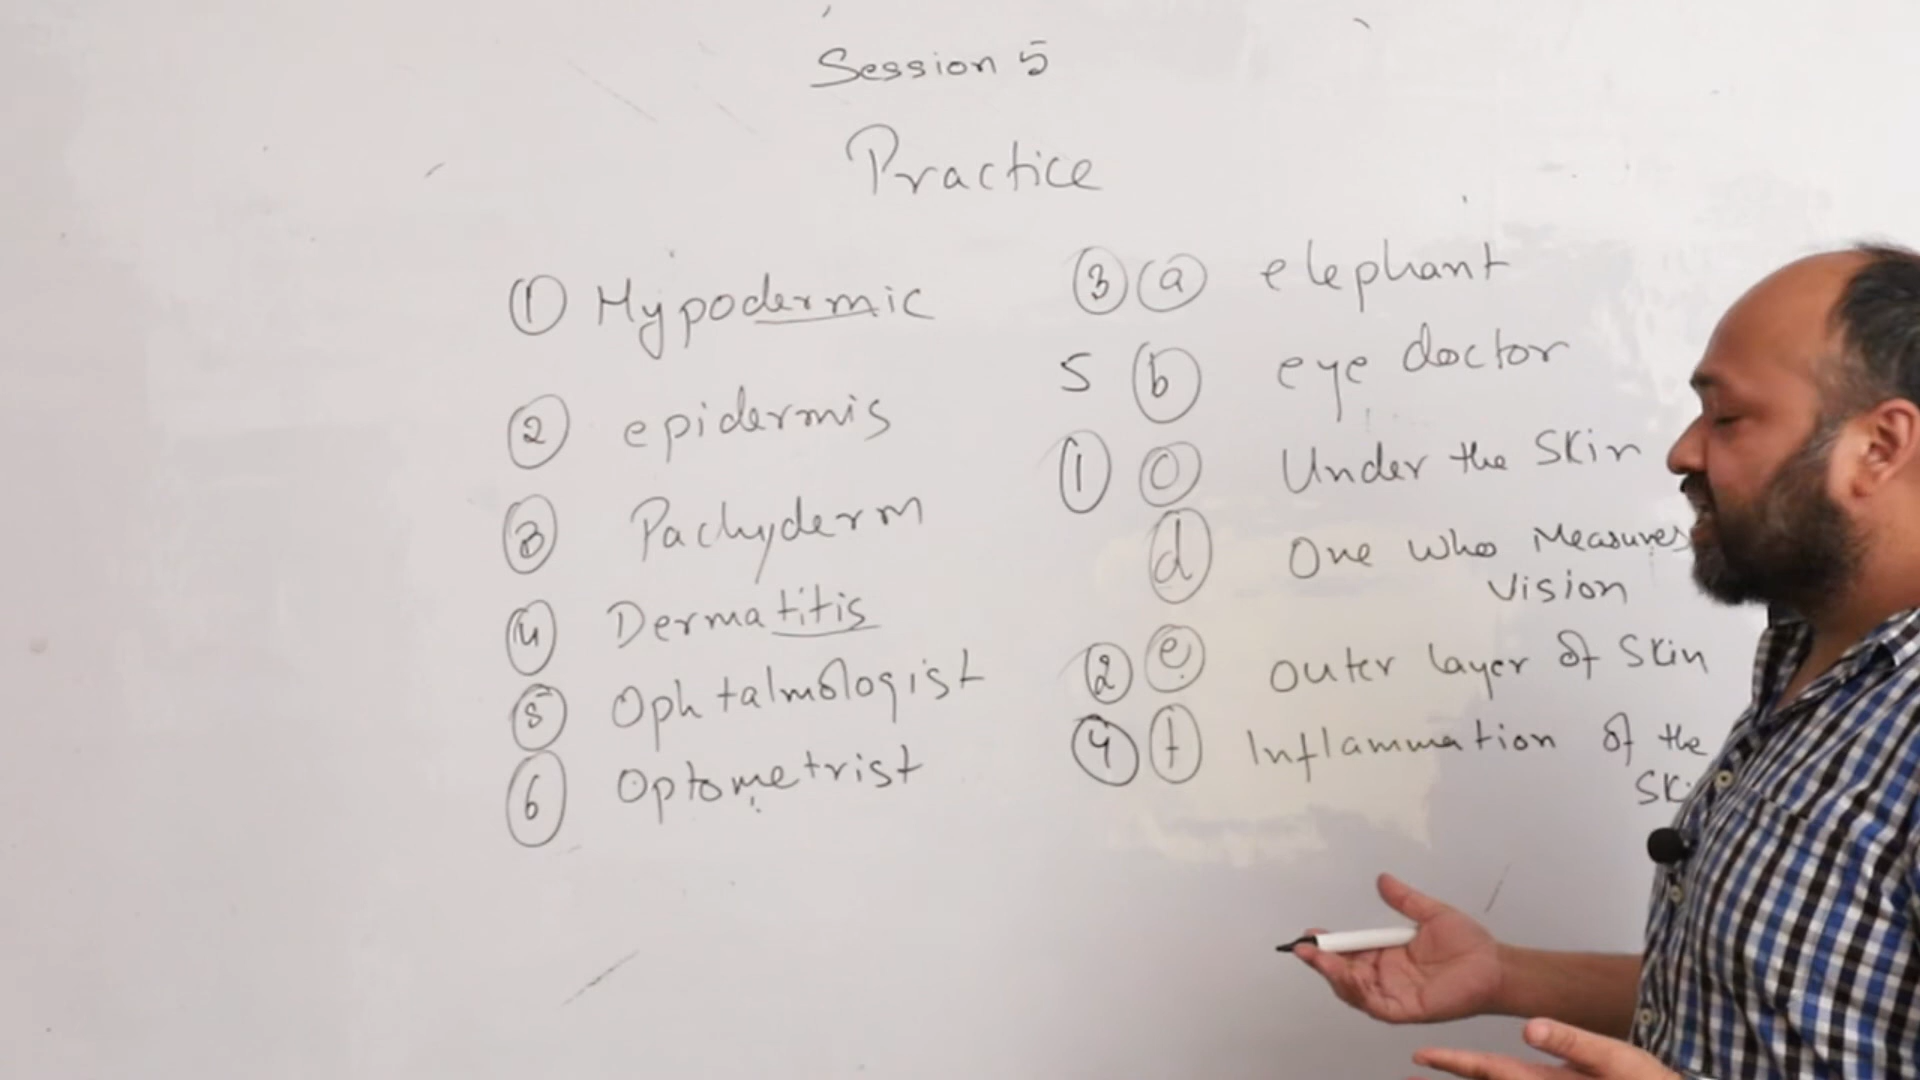 Session 5
Practice
① Hypodermic
② epidermis
③ Pachyderm
④ Dermatitis
⑤ Ophtalmologist
⑥ Optometrist
③ ⓐ elephant
5 ⓑ eye doctor
① Under the Skin
ⓓ One who Measures
Vision
② ⓔ Outer layer of Skin
④ ⓕ Inflammation of the